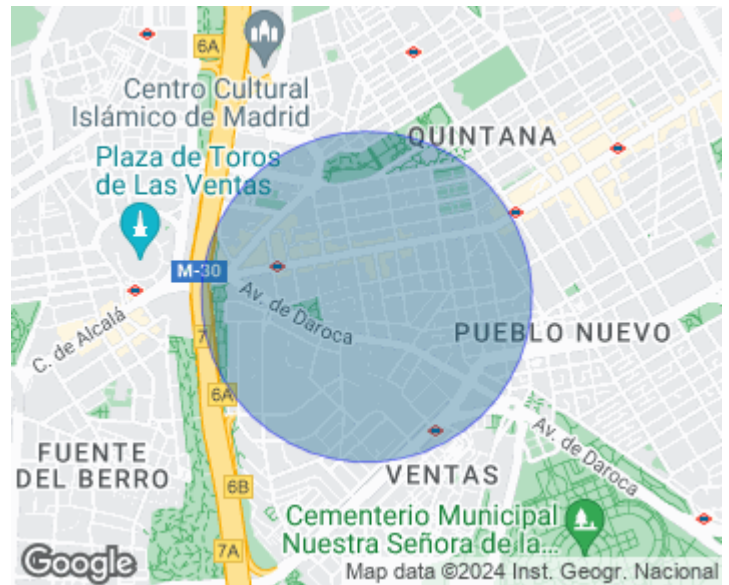 6A
Centro Cultural
Islámico de Madrid
QUINTANA
Plaza de Toros
de Las Ventas
M-30
Av. de Daroca
C. de Alcalá
7
PUEBLO NUEVO
6A
Av. de Daroca
FUENTE
DEL BERRO
VENTAS
6B
Cementerio Municipal
Nuestra Señora de la...
7A
Google
Map data ©2024 Inst. Geogr. Nacional